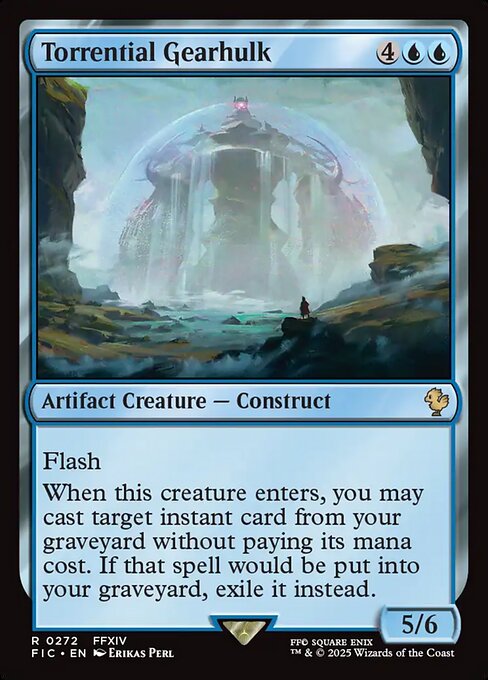 Torrential Gearhulk 4
Artifact Creature — Construct
Flash
When this creature enters, you may
cast target instant card from your
graveyard without paying its mana
cost. If that spell would be put into
your graveyard, exile it instead.
5/6
R 0272 FFXIV
FIC • EN Erikas Perl
FF© SQUARE ENIX
™ & © 2025 Wizards of the Coast